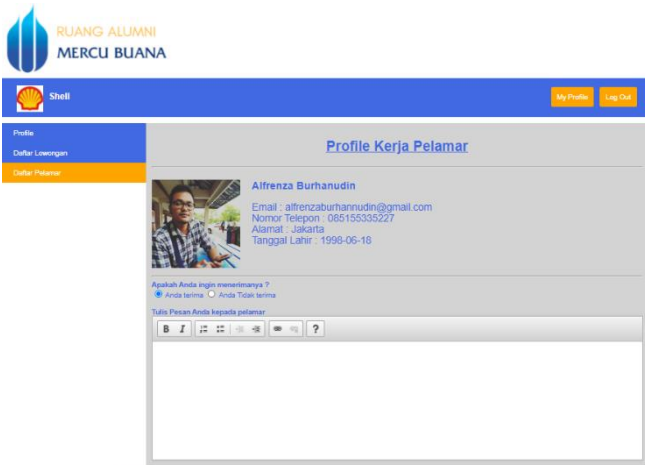 RUANG ALUMNI
MERCU BUANA
Shell
My Profile
Log Out
Profile
Daftar Lowongan
Daftar Pelamar
Profile Kerja Pelamar
Alfrenza Burhanudin
Email : alfrenzaburhannudin@gmail.com
Nomor Telepon : 085155335227
Alamat : Jakarta
Tanggal Lahir : 1998-06-18
Apakah Anda ingin menerimanya ?
Anda terima Anda Tidak terima
Tulis Pesan Anda kepada pelamar
B I ?